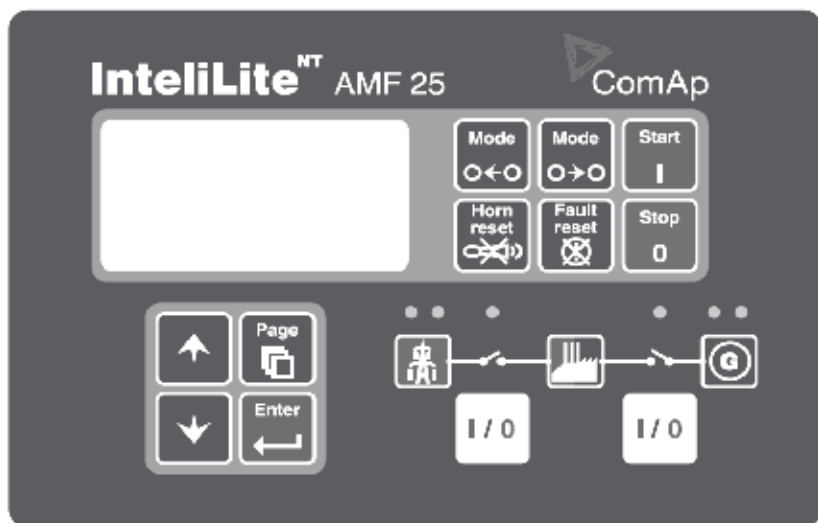 InteliLite NT AMF 25
ComAp
Mode
Mode
Start
I
Horn
reset
Fault
reset
Stop
0
Page
Enter
G
I / 0
I / 0